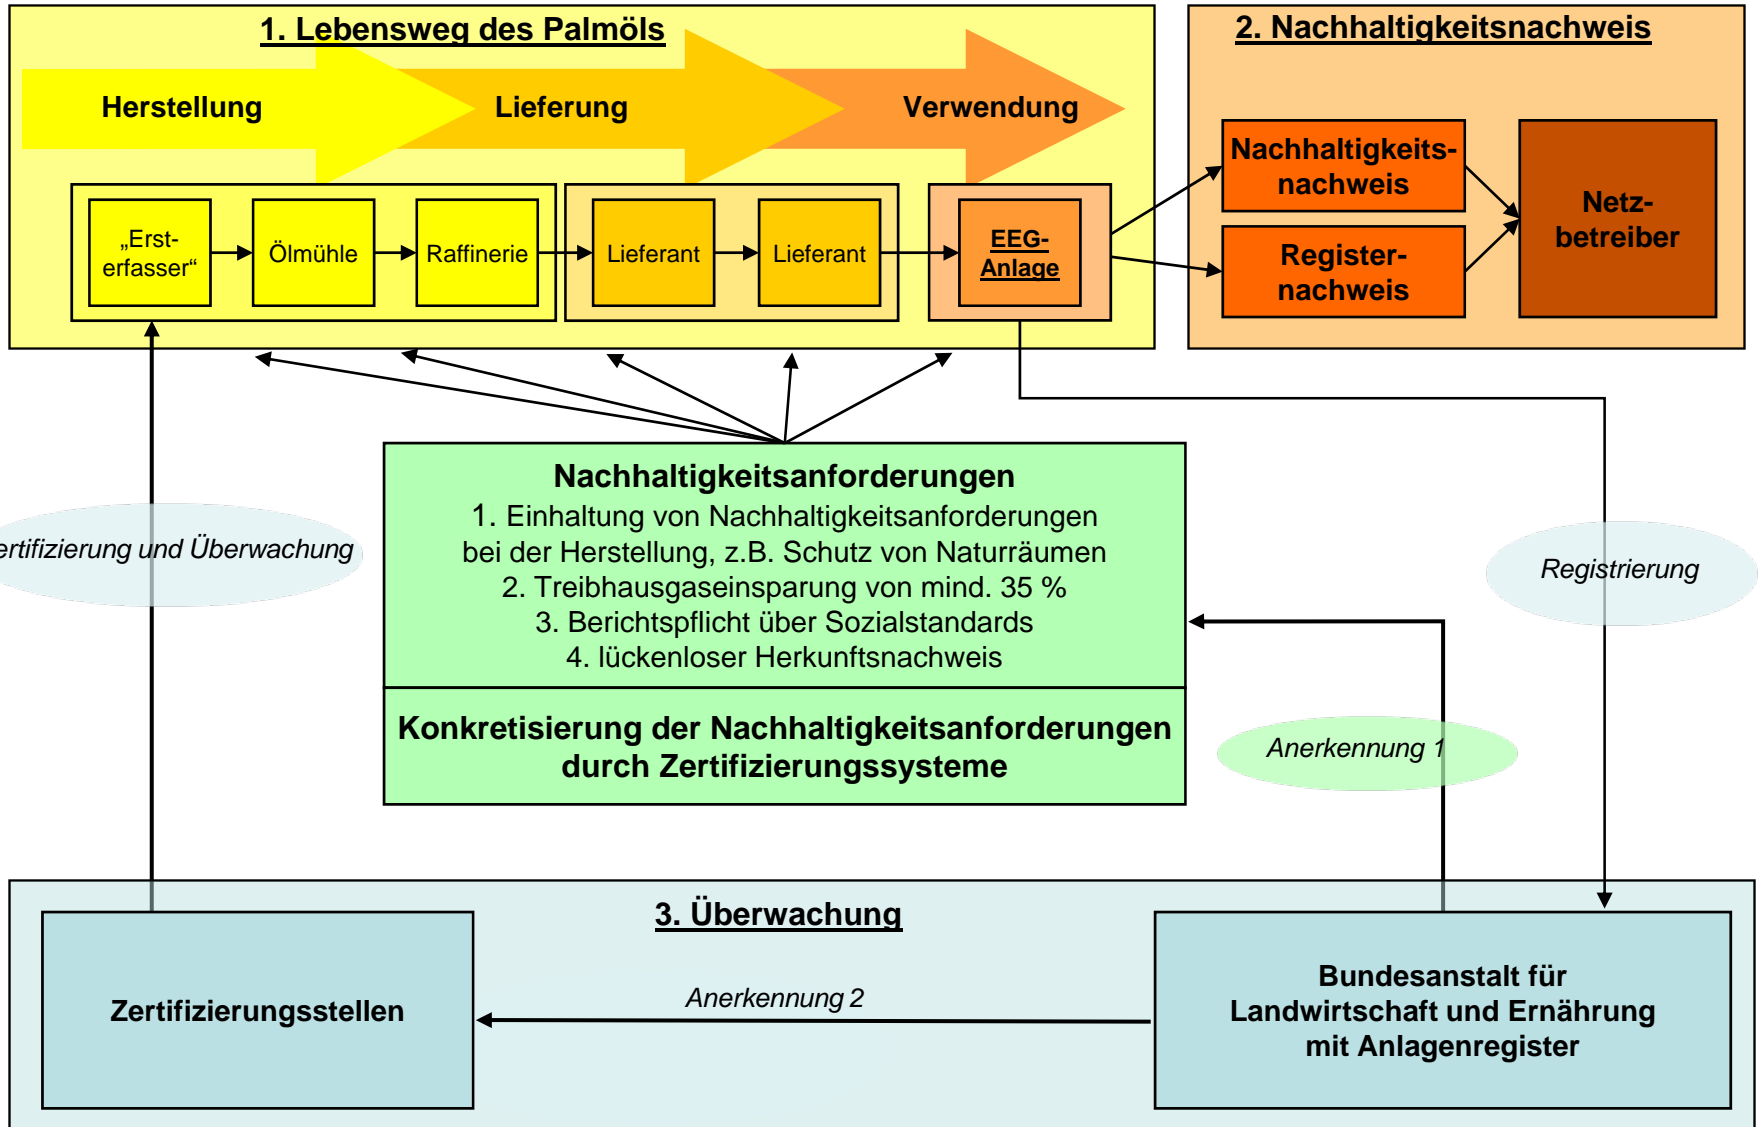 1. Lebensweg des Palmöls
2. Nachhaltigkeitsnachweis
Herstellung
Lieferung
Verwendung
„Erst-
erfasser“
Ölmühle
Raffinerie
Lieferant
Lieferant
EEG-
Anlage
Nachhaltigkeits-
nachweis
Register-
nachweis
Netz-
betreiber
Nachhaltigkeitsanforderungen
1. Einhaltung von Nachhaltigkeitsanforderungen
bei der Herstellung, z.B. Schutz von Naturräumen
2. Treibhausgaseinsparung von mind. 35 %
3. Berichtspflicht über Sozialstandards
4. lückenloser Herkunftsnachweis
Konkretisierung der Nachhaltigkeitsanforderungen
durch Zertifizierungssysteme
ertifizierung und Überwachung
Registrierung
Anerkennung 1
3. Überwachung
Zertifizierungsstellen
Anerkennung 2
Bundesanstalt für
Landwirtschaft und Ernährung
mit Anlagenregister